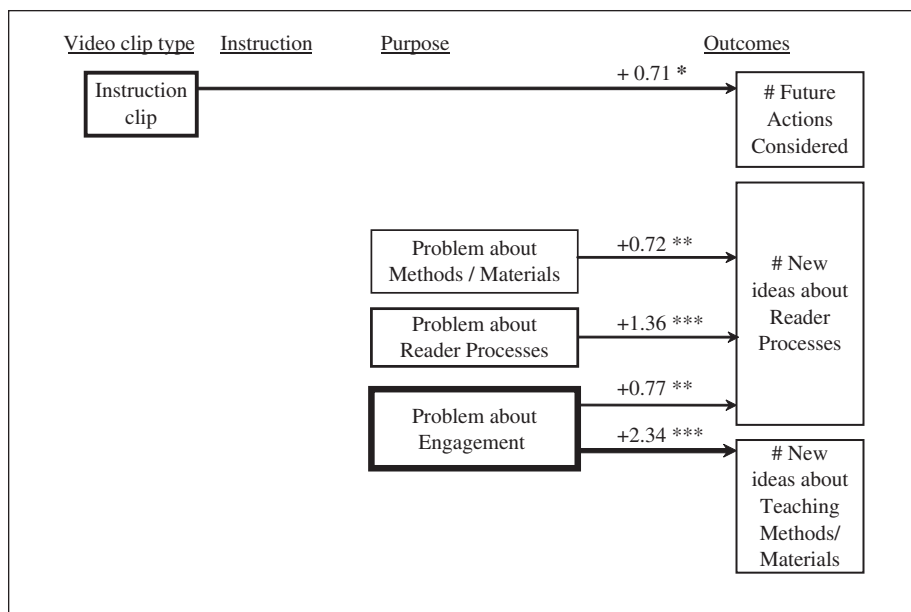 Video clip type Instruction Purpose Outcomes
Instruction
clip
+ 0.71 *
# Future
Actions
Considered
Problem about
Methods / Materials
+0.72 **
Problem about
Reader Processes
+1.36 ***
# New
ideas about
Reader
Processes
Problem about
Engagement
+0.77 **
+2.34 ***
# New
ideas about
Teaching
Methods/
Materials